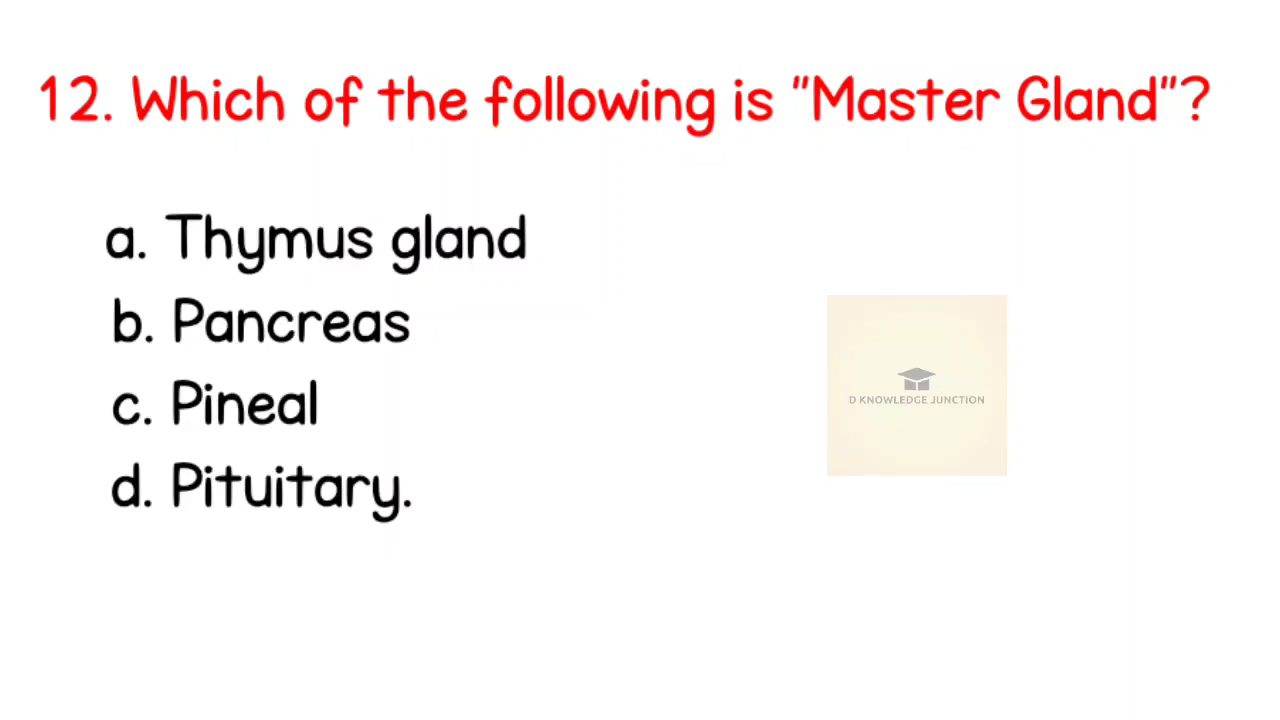 12. Which of the following is "Master Gland"?
a. Thymus gland
b. Pancreas
c. Pineal
d. Pituitary.
D KNOWLEDGE JUNCTION